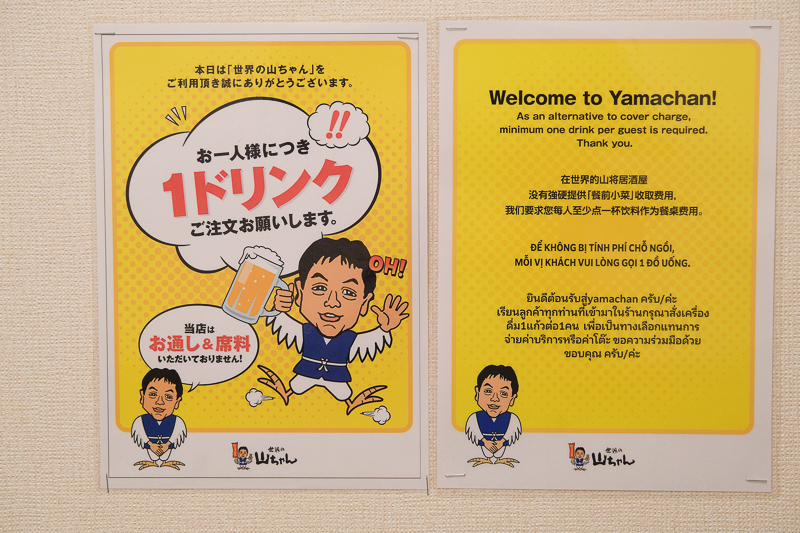 本日は「世界の山ちゃん」を
ご利用頂き誠にありがとうございます。
!!
お一人様につき
1ドリンク
ご注文お願いします。
OH!
当店は
お通し&席料
いただいておりません!
世界の
山ちゃん
Welcome to Yamachan!
As an alternative to cover charge,
minimum one drink per guest is required.
Thank you.
在世界的山将居酒屋
没有強硬提供「餐前小菜」收取费用,
我们要求您每人至少点一杯饮料作为餐桌费用。
ĐỂ KHÔNG BỊ TÍNH PHÍ CHỖ NGỒI,
MỖI VỊ KHÁCH VUI LÒNG GỌI 1 ĐỒ UỐNG.
ยินดีต้อนรับสู่yamachan ครับ/ค่ะ
เรียนลูกค้าทุกท่านที่เข้ามาในร้านกรุณาสั่งเครื่อง
ดื่ม1แก้วต่อ1คน เพื่อเป็นทางเลือกแทนการ
จ่ายค่าบริการหรือค่าโต๊ะ ขอความร่วมมือด้วย
ขอบคุณ ครับ/ค่ะ
世界の
山ちゃん